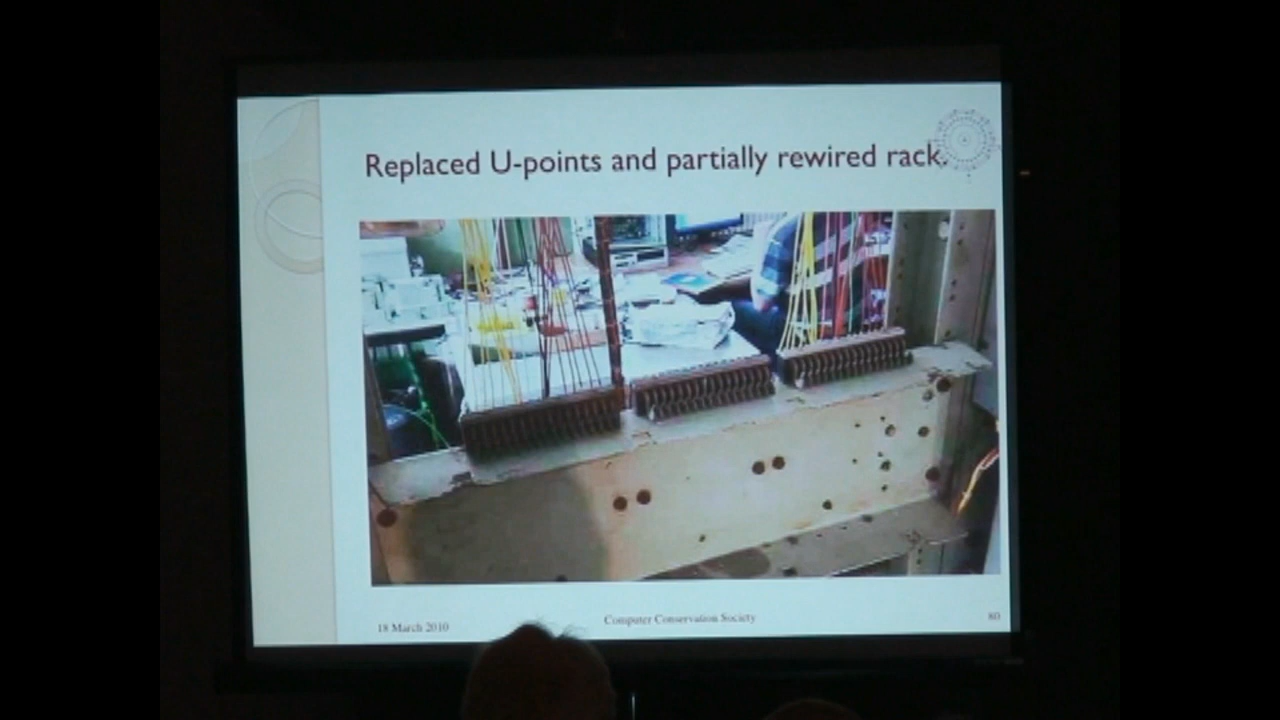 Replaced U-points and partially rewired rack.
18 March 2010
Computer Conservation Society
80